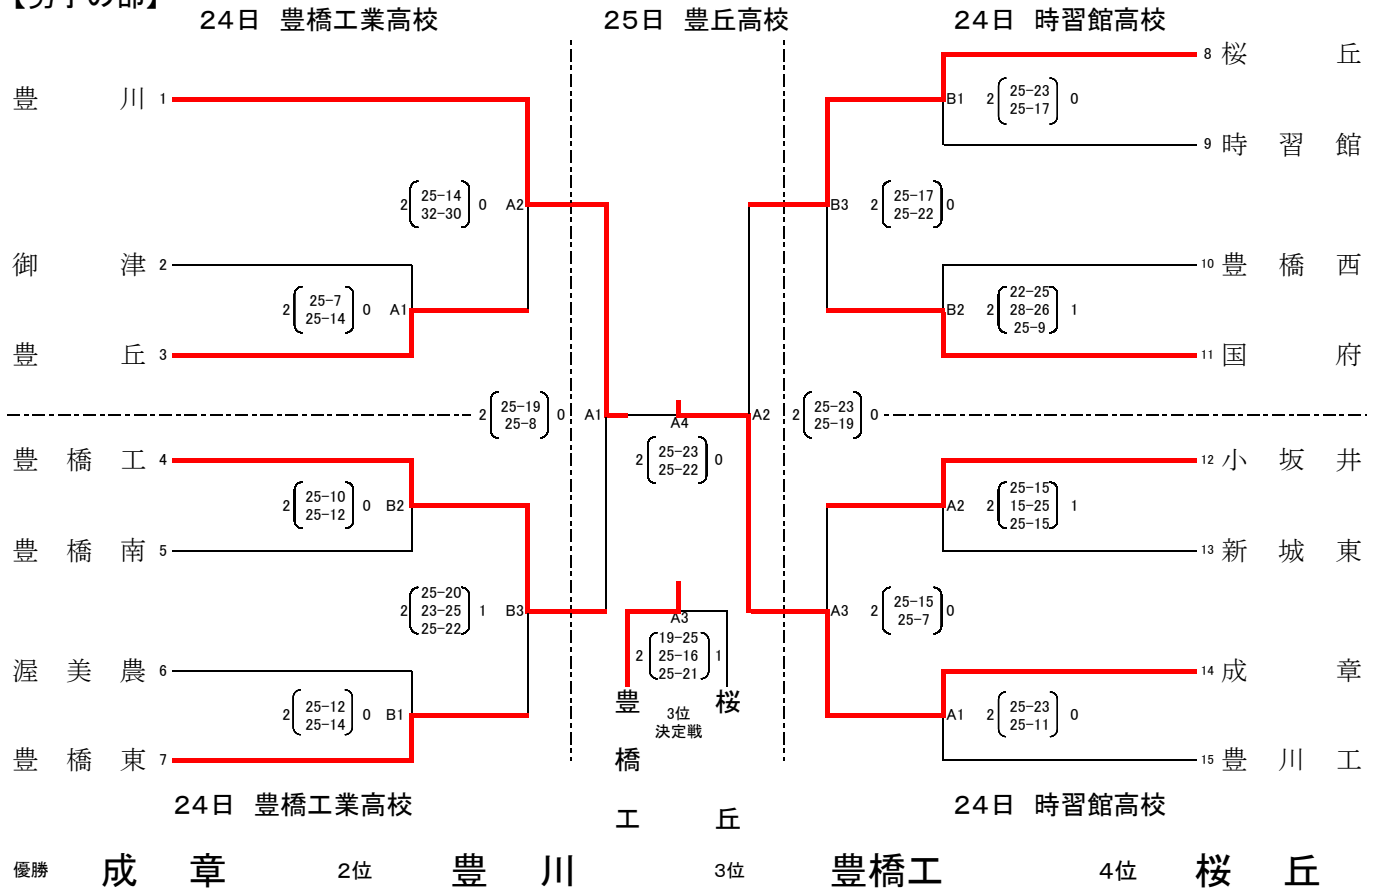 【男子の部】
24日 豊橋工業高校
25日 豊丘高校
24日 時習館高校
豊川 1
御津 2
豊丘 3
豊橋工 4
豊橋南 5
渥美農 6
豊橋東 7
A2 2 25-14 0
32-30
A1 2 25-7 0
25-14
A1 2 25-19 0
25-8
B2 2 25-10 0
25-12
B3 2 25-20 1
23-25
25-22
B1 2 25-12 0
25-14
A4
2 25-23 0
25-22
A3
2 19-25 1
25-16
25-21
豊橋工
桜丘
3位
決定戦
8 桜丘
9 時習館
10 豊橋西
11 国府
12 小坂井
13 新城東
14 成章
15 豊川工
B1 2 25-23 0
25-17
B3 2 25-17 0
25-22
B2 2 22-25 1
28-26
25-9
A2 2 25-23 0
25-19
A2 2 25-15 1
15-25
25-15
A3 2 25-15 0
25-7
A1 2 25-23 0
25-11
24日 豊橋工業高校
24日 時習館高校
優勝 成章 2位 豊川 3位 豊橋工 4位 桜丘